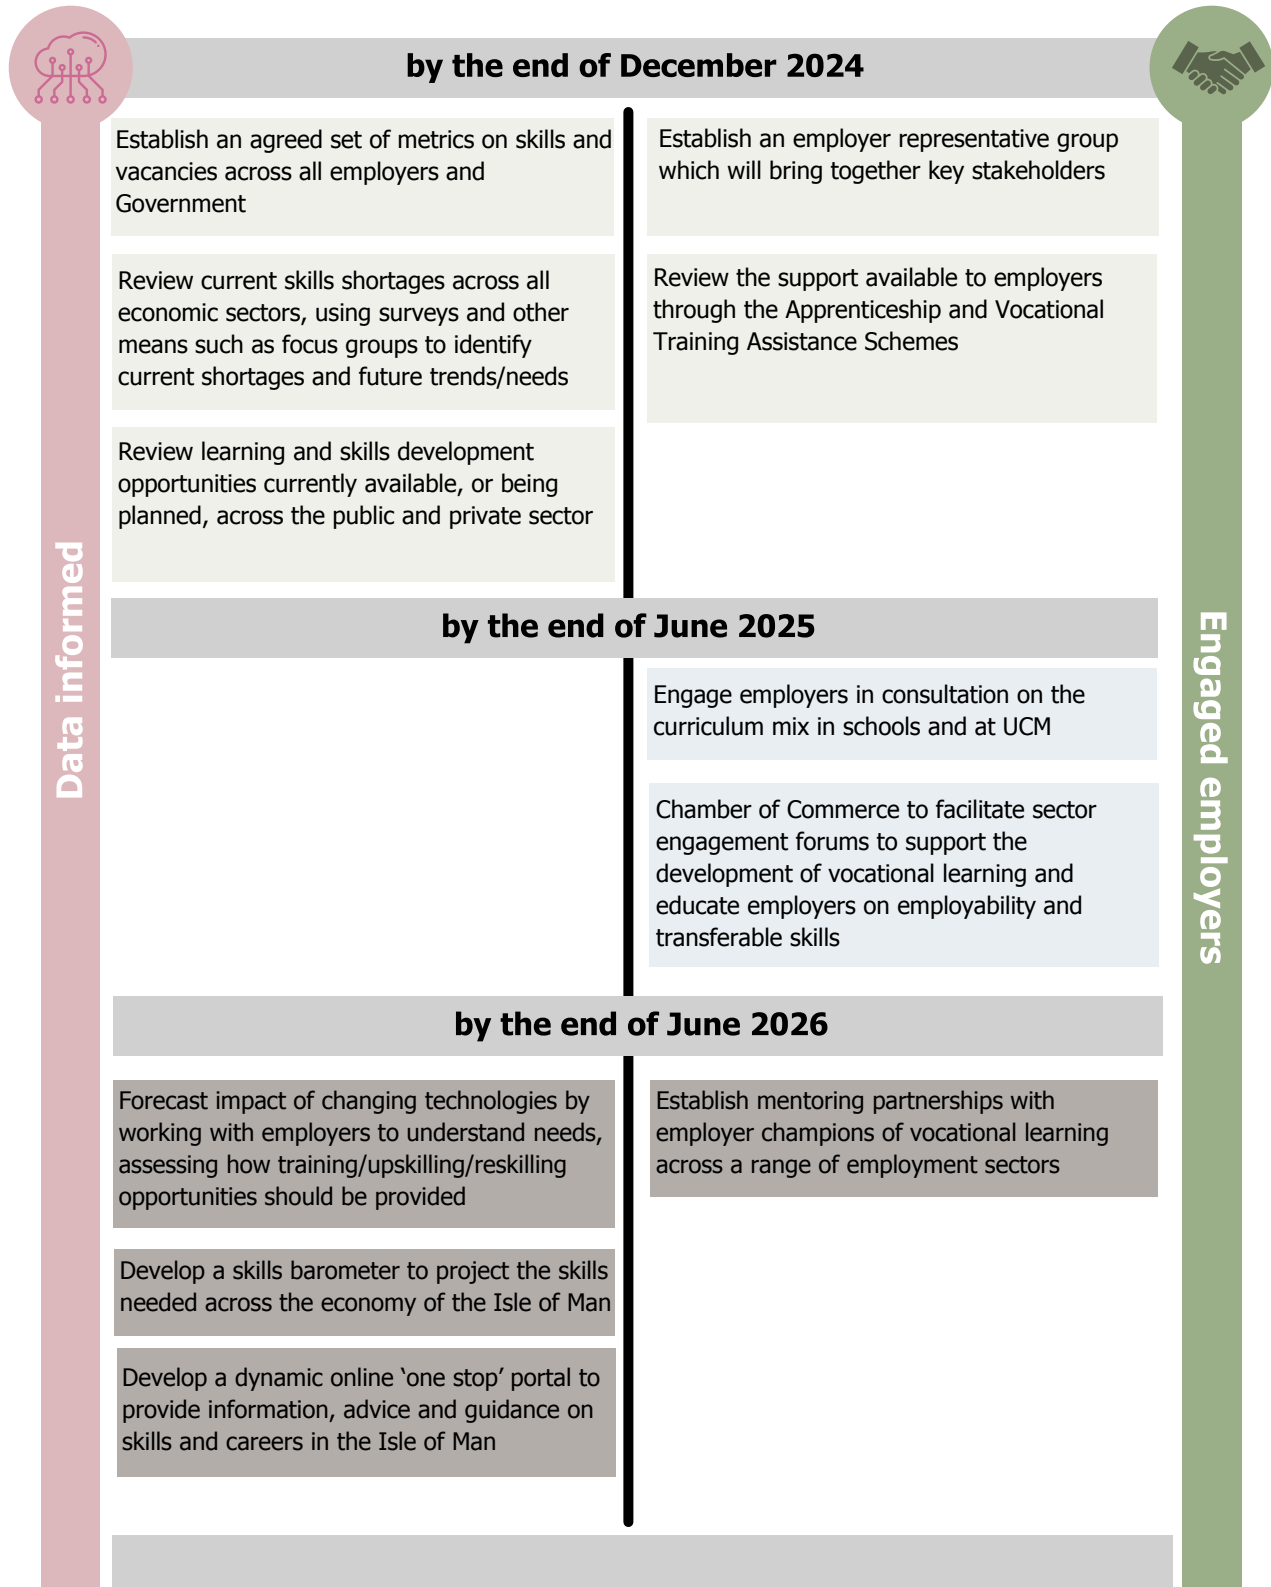 by the end of December 2024
Establish an agreed set of metrics on skills and
vacancies across all employers and
Government
Review current skills shortages across all
economic sectors, using surveys and other
means such as focus groups to identify
current shortages and future trends/needs
Review learning and skills development
opportunities currently available, or being
planned, across the public and private sector
Establish an employer representative group
which will bring together key stakeholders
Review the support available to employers
through the Apprenticeship and Vocational
Training Assistance Schemes
Data informed
Engaged employers
by the end of June 2025
Engage employers in consultation on the
curriculum mix in schools and at UCM
Chamber of Commerce to facilitate sector
engagement forums to support the
development of vocational learning and
educate employers on employability and
transferable skills
by the end of June 2026
Forecast impact of changing technologies by
working with employers to understand needs,
assessing how training/upskilling/reskilling
opportunities should be provided
Develop a skills barometer to project the skills
needed across the economy of the Isle of Man
Develop a dynamic online ‘one stop’ portal to
provide information, advice and guidance on
skills and careers in the Isle of Man
Establish mentoring partnerships with
employer champions of vocational learning
across a range of employment sectors